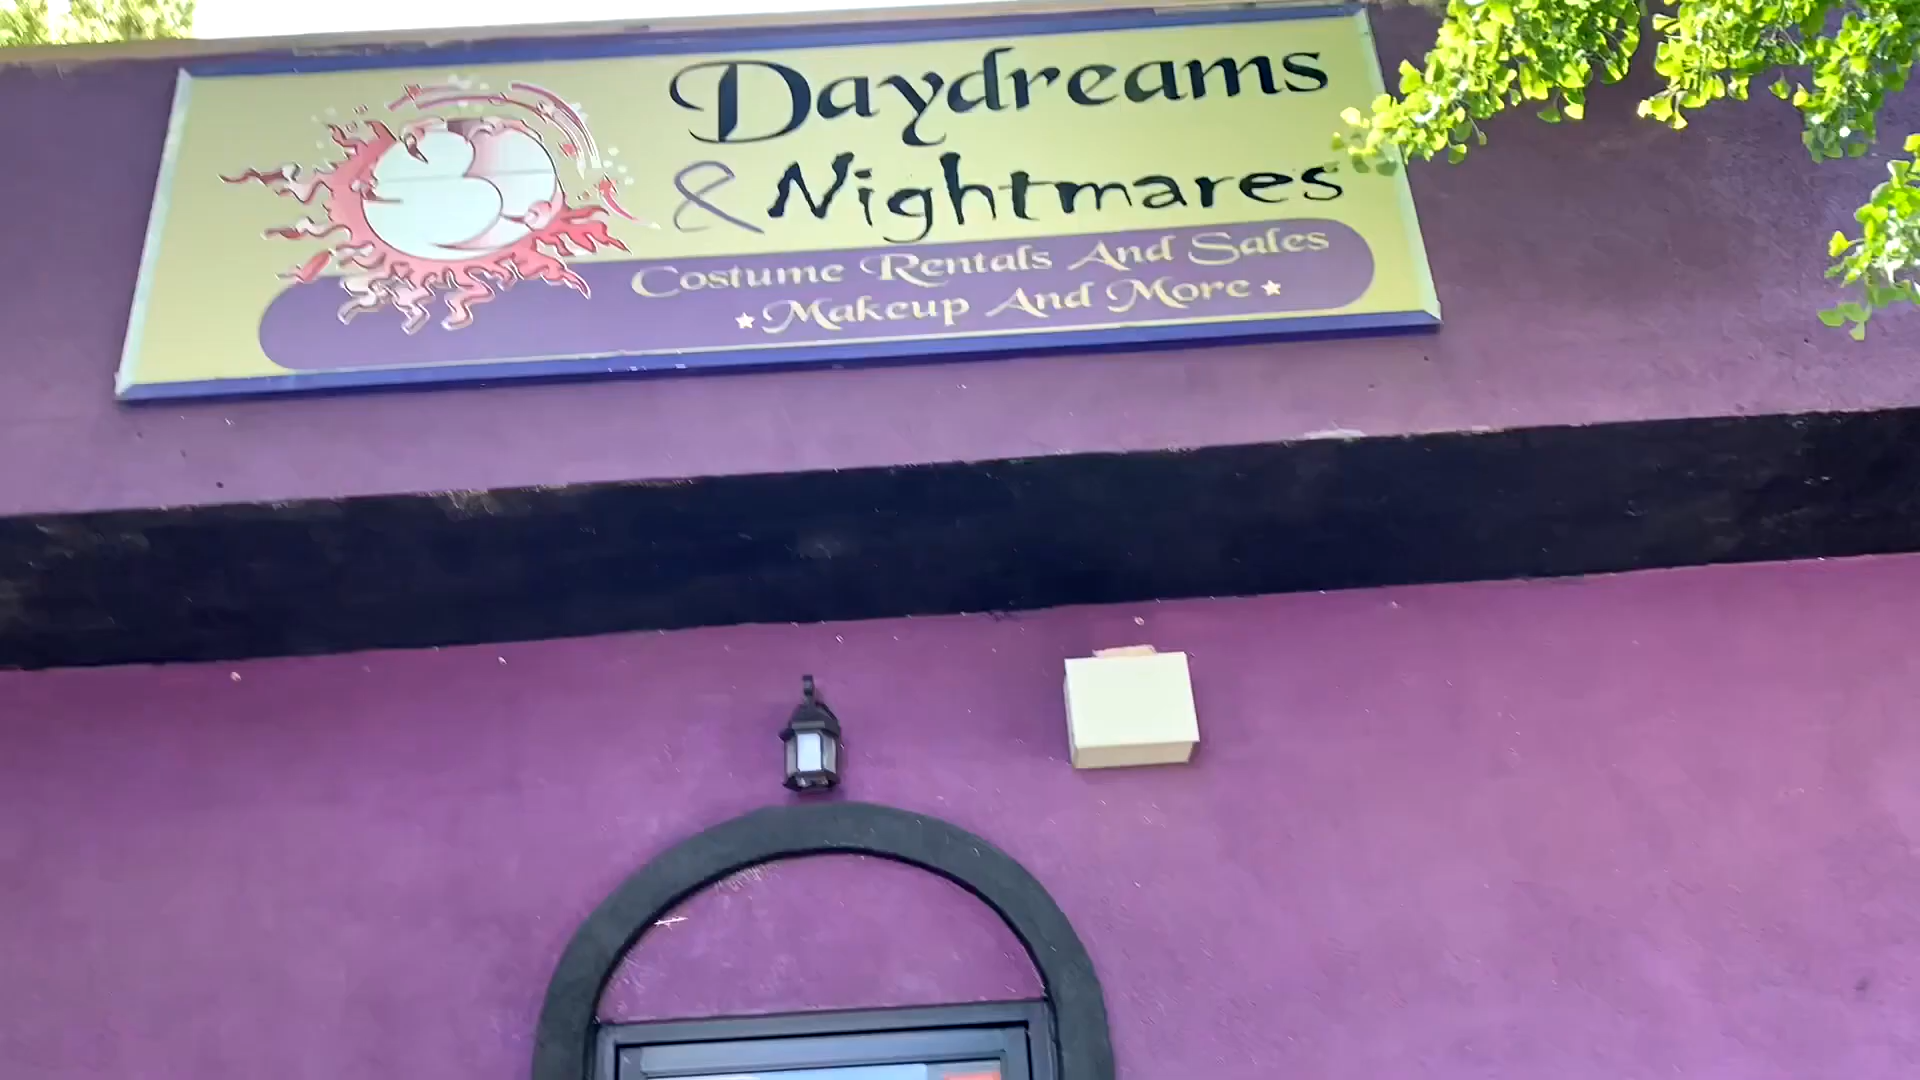 Daydreams
& Nightmares
Costume Rentals And Sales
★ Makeup And More ★